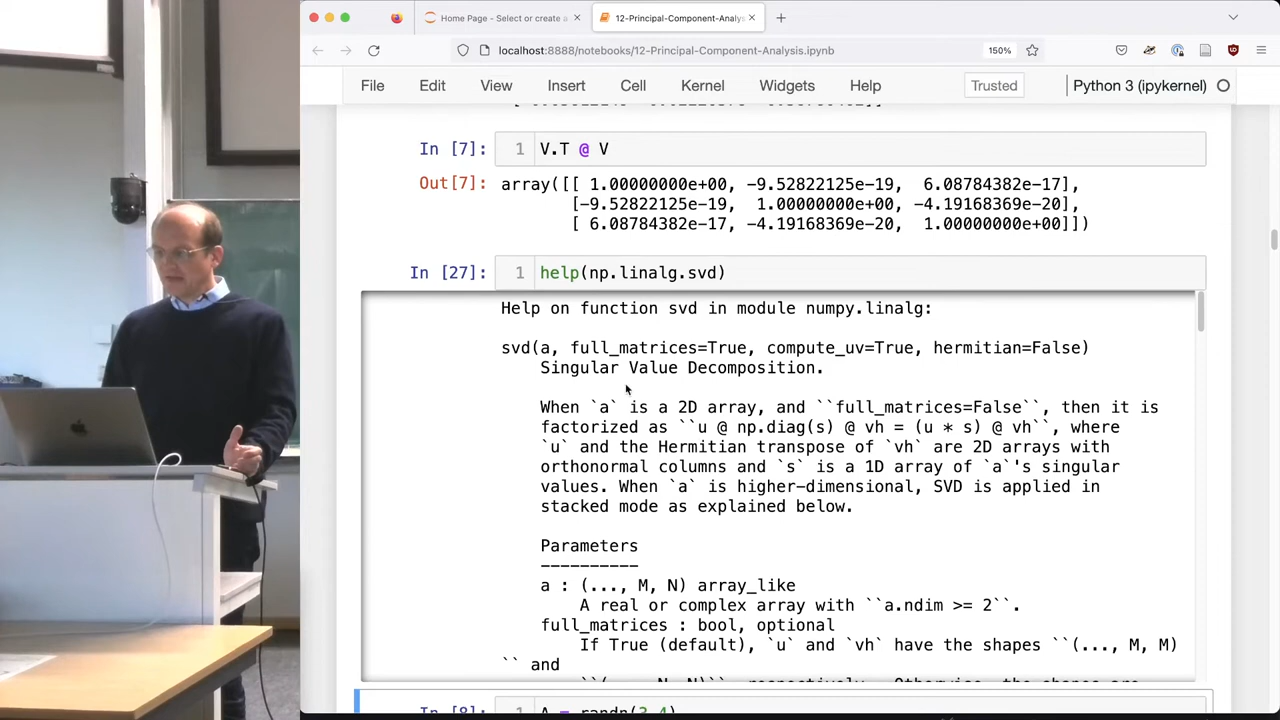 Home Page - Select or create a
12-Principal-Component-Analys
localhost:8888/notebooks/12-Principal-Component-Analysis.ipynb
150%
File Edit View Insert Cell Kernel Widgets Help
Trusted
Python 3 (ipykernel)
In [7]: 1 V.T @ V
Out[7]: array([[ 1.00000000e+00, -9.52822125e-19, 6.08784382e-17],
[-9.52822125e-19, 1.00000000e+00, -4.19168369e-20],
[ 6.08784382e-17, -4.19168369e-20, 1.00000000e+00]])
In [27]: 1 help(np.linalg.svd)
Help on function svd in module numpy.linalg:
svd(a, full_matrices=True, compute_uv=True, hermitian=False)
Singular Value Decomposition.
When `a` is a 2D array, and ``full_matrices=False``, then it is
factorized as ``u @ np.diag(s) @ vh = (u * s) @ vh``, where
`u` and the Hermitian transpose of `vh` are 2D arrays with
orthonormal columns and `s` is a 1D array of `a`'s singular
values. When `a` is higher-dimensional, SVD is applied in
stacked mode as explained below.
Parameters
----------
a : (..., M, N) array_like
A real or complex array with ``a.ndim >= 2``.
full_matrices : bool, optional
If True (default), `u` and `vh` have the shapes ``(..., M, M)
`` and
In [8]: 1 A = randn(3,4)